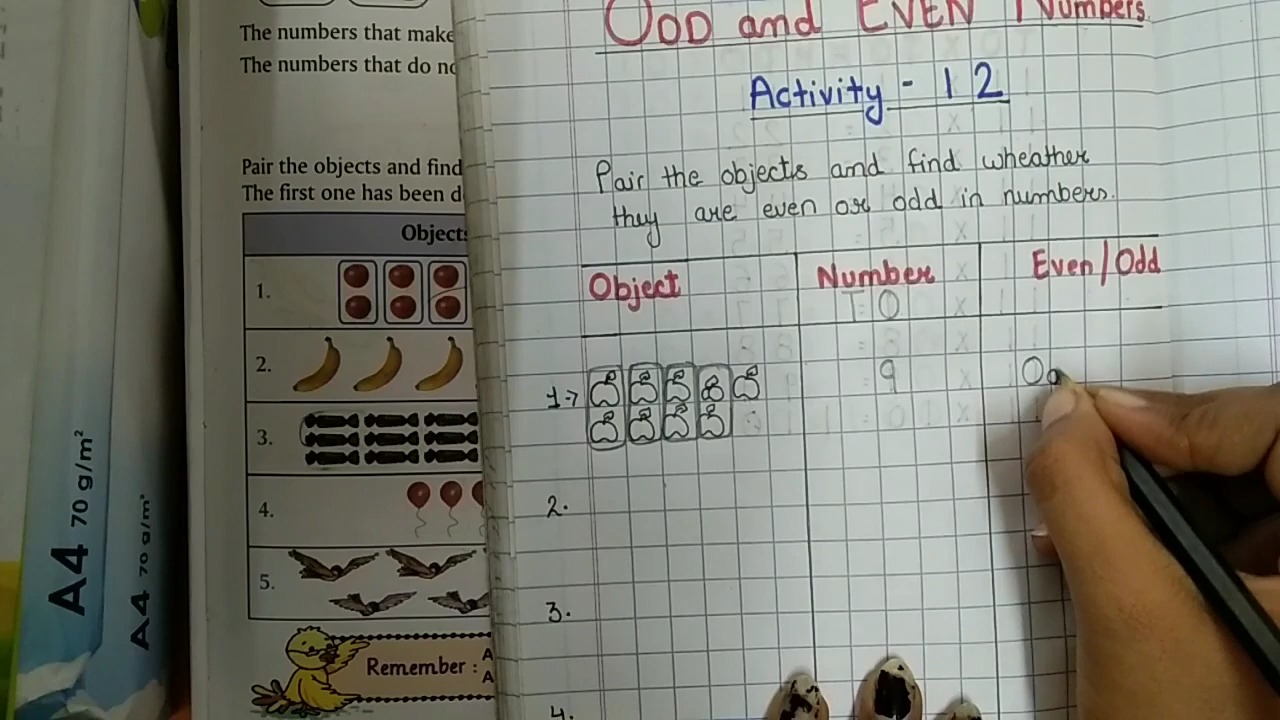 The numbers that make
The numbers that do
Pair the objects and find
The first one has been
Objects
1.
2.
3.
4.
5.
Remember :
A
A
A4 70 g/m²
A4 70 g/m²
ODD and EVEN Numbers
Activity - 12
Pair the objects and find wheather
they are even or odd in numbers.
Object Number Even/Odd
1→ 9
2.
3.
4.